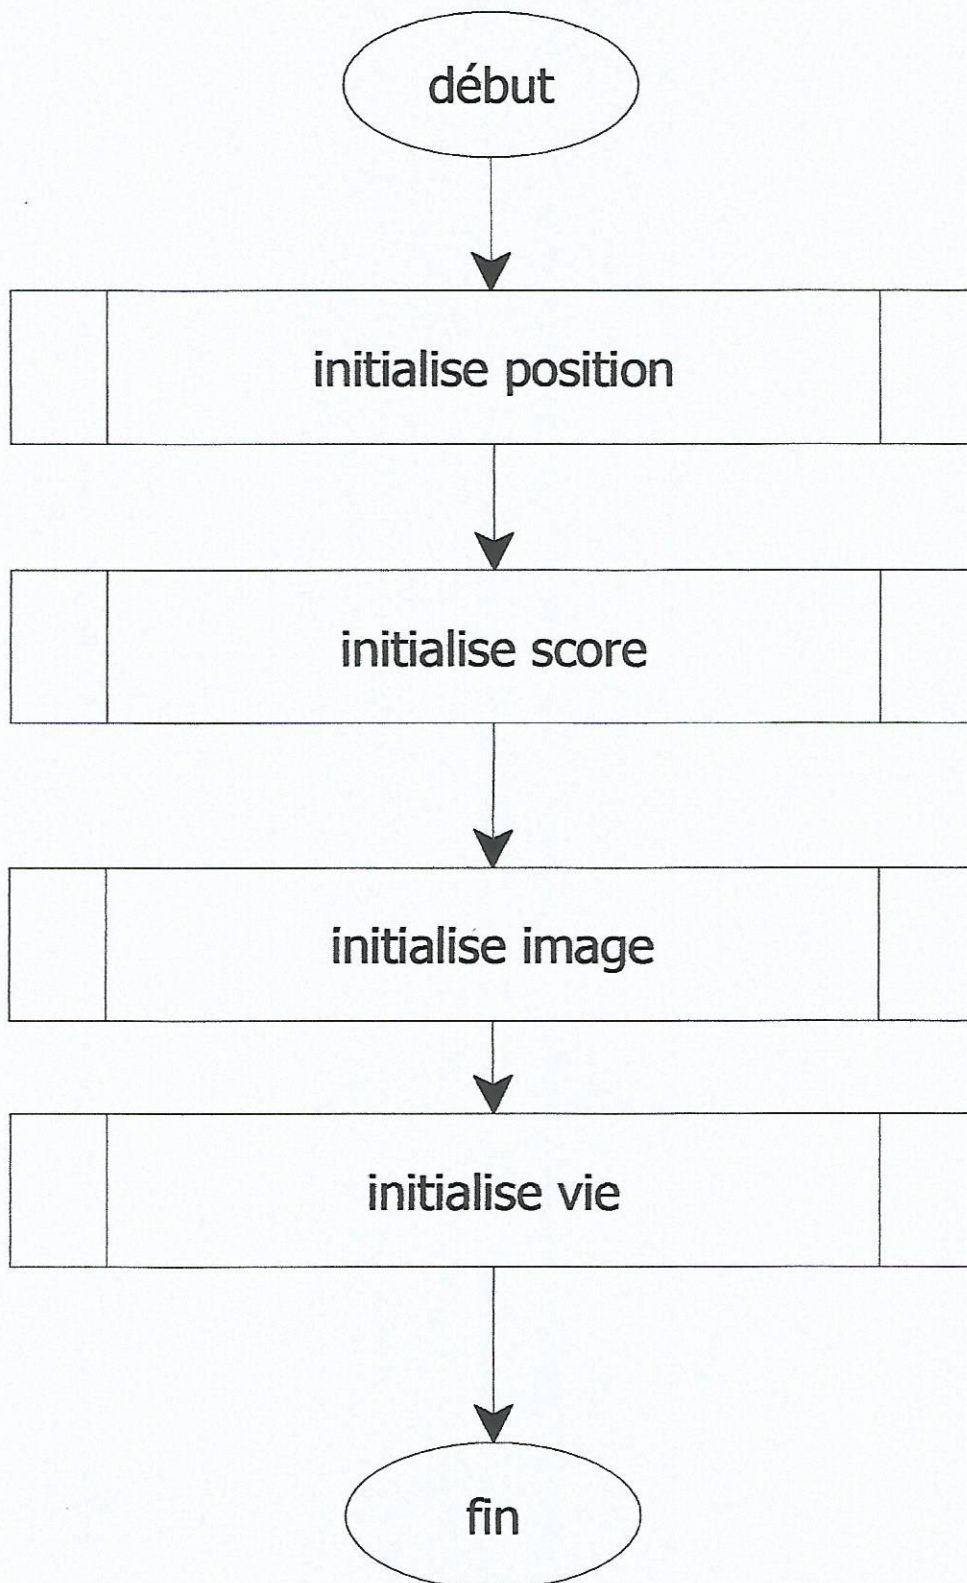 début
initialise position
initialise score
initialise image
initialise vie
fin